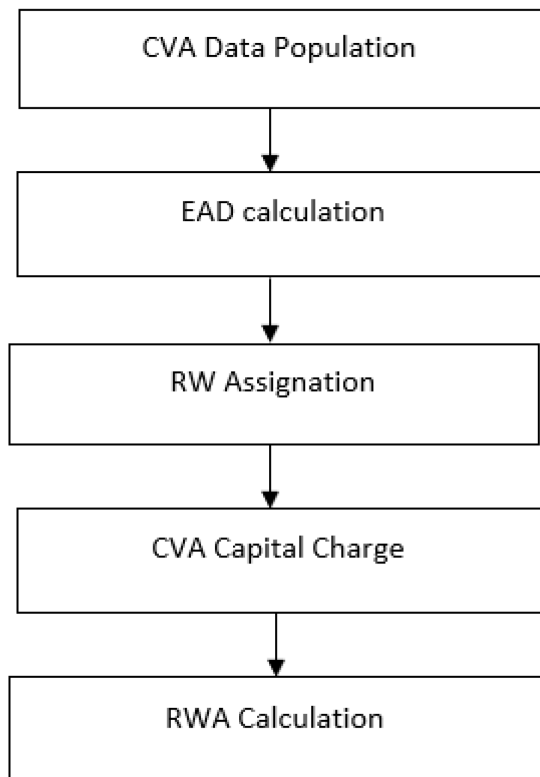 CVA Data Population
EAD calculation
RW Assignation
CVA Capital Charge
RWA Calculation